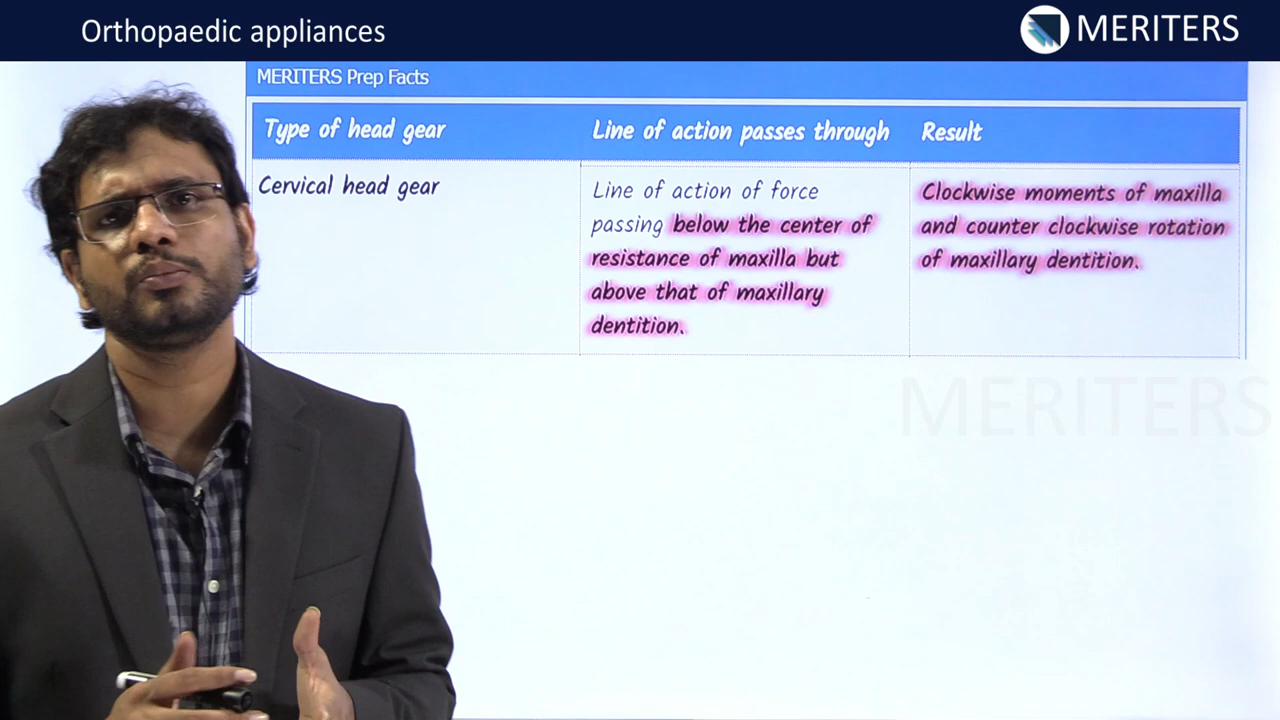 Orthopaedic appliances
MERITERS
MERITERS Prep Facts
Type of head gear
Line of action passes through
Result
Cervical head gear
Line of action of force
passing below the center of
resistance of maxilla but
above that of maxillary
dentition.
Clockwise moments of maxilla
and counter clockwise rotation
of maxillary dentition.
MERITERS